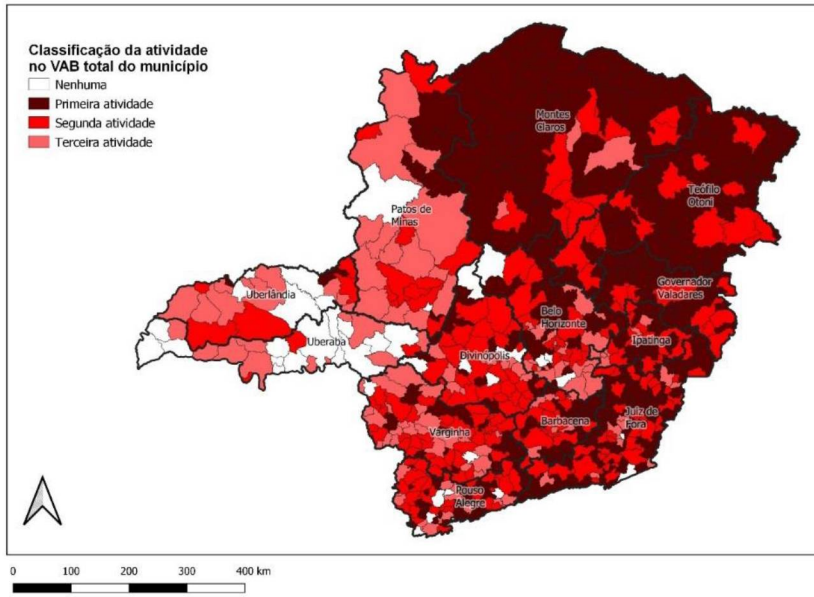 Classificação da atividade
no VAB total do município
Nenhuma
Primeira atividade
Segunda atividade
Terceira atividade
Montes
Claros
Teófilo
Otoni
Patos de
Minas
Governador
Valadares
Uberlândia
Belo
Horizonte
Ipatinga
Uberaba
Divinópolis
Juiz de
Fora
Barbacena
Varginha
Pouso
Alegre
0 100 200 300 400 km